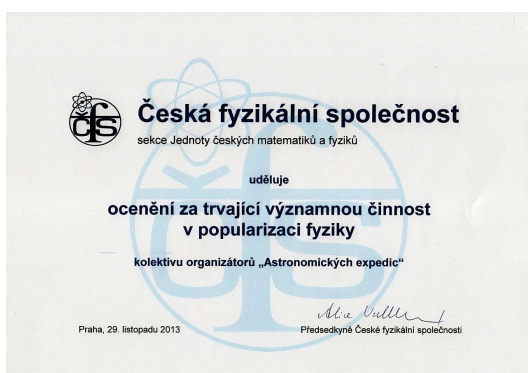 Česká fyzikální společnost
sekce Jednoty českých matematiků a fyziků
uděluje
ocenění za trvající významnou činnost
v popularizaci fyziky
kolektivu organizátorů „Astronomických expedic“
Praha, 29. listopadu 2013
Předsedkyně České fyzikální společnosti
čfs